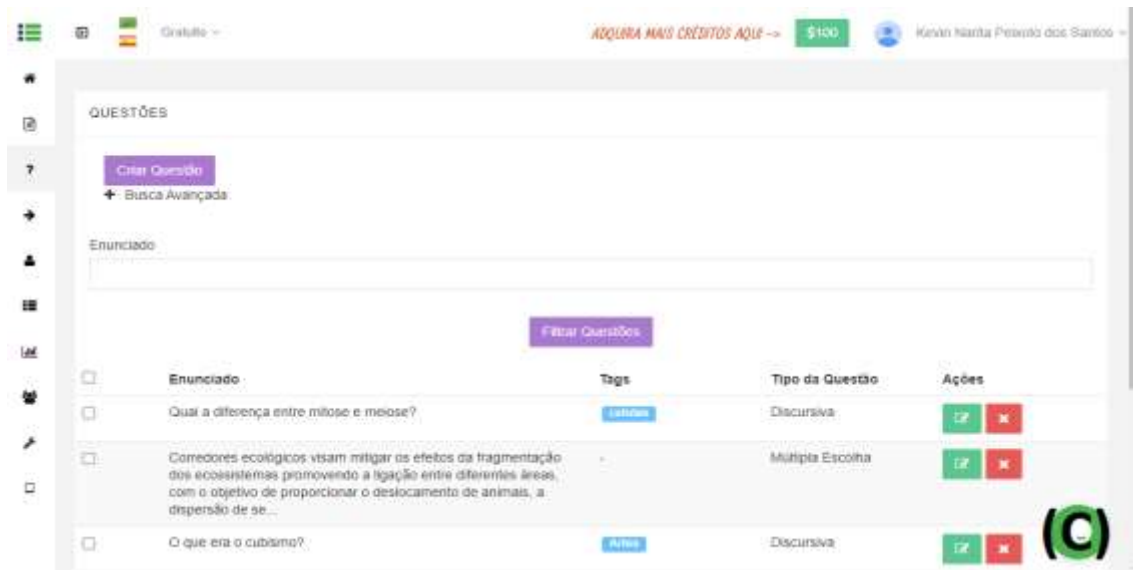 Gratuito
ADQUIRA MAIS CRÉDITOS AQUI -->
$100
Kevin Narita Peixoto dos Santos
QUESTÕES
Criar Questão
+ Busca Avançada
Enunciado
Filtrar Questões
Enunciado Tags Tipo da Questão Ações
Qual a diferença entre mitose e meiose? Discursiva
Corredores ecológicos visam mitigar os efeitos da fragmentação - Múltipla Escolha
dos ecossistemas promovendo a ligação entre diferentes áreas,
com o objetivo de proporcionar o deslocamento de animais, a
dispersão de se...
O que era o cubismo? Artes Discursiva
(C)